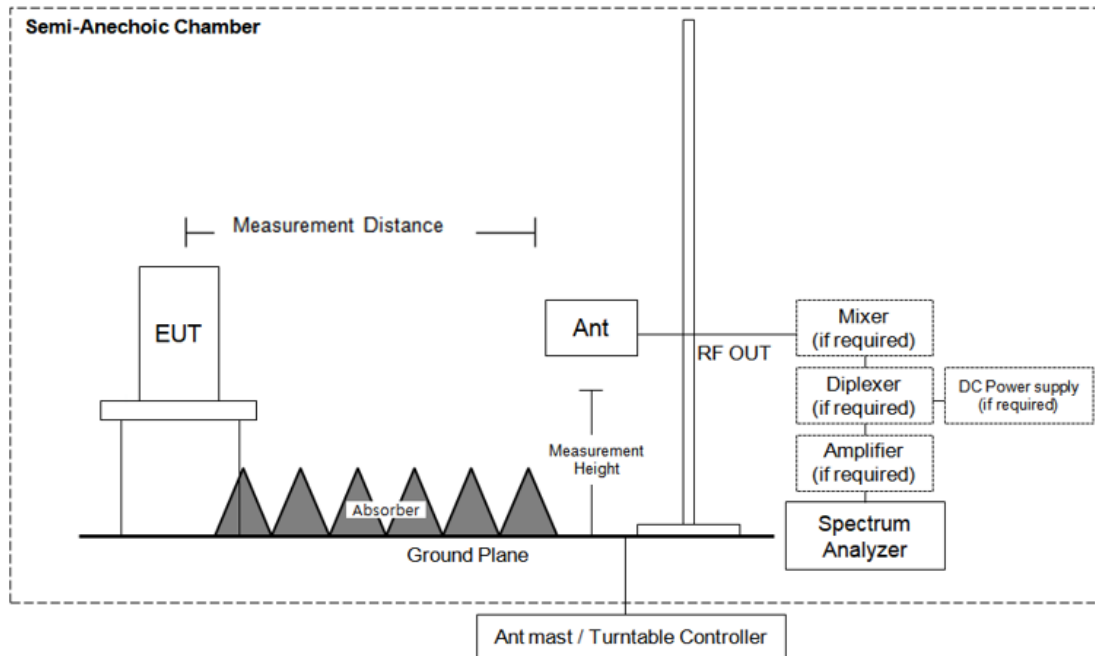 Semi-Anechoic Chamber
Measurement Distance
EUT
Ant
RF OUT
Mixer
(if required)
Diplexer
(if required)
DC Power supply
(if required)
Amplifier
(if required)
Measurement
Height
Absorber
Spectrum
Analyzer
Ground Plane
Ant mast / Turntable Controller